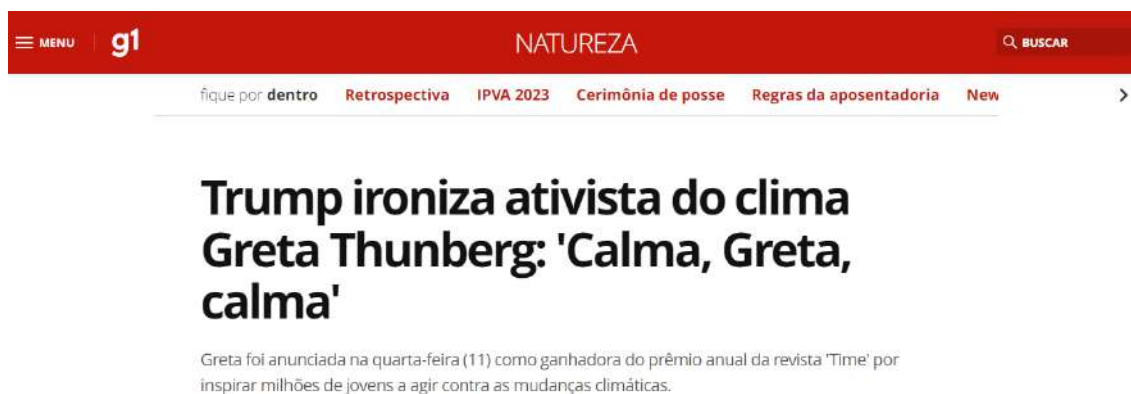 MENU g1 NATUREZA BUSCAR
fique por dentro Retrospectiva IPVA 2023 Cerimônia de posse Regras da aposentadoria New
Trump ironiza ativista do clima
Greta Thunberg: 'Calma, Greta,
calma'
Greta foi anunciada na quarta-feira (11) como ganhadora do prêmio anual da revista 'Time' por
inspirar milhões de jovens a agir contra as mudanças climáticas.